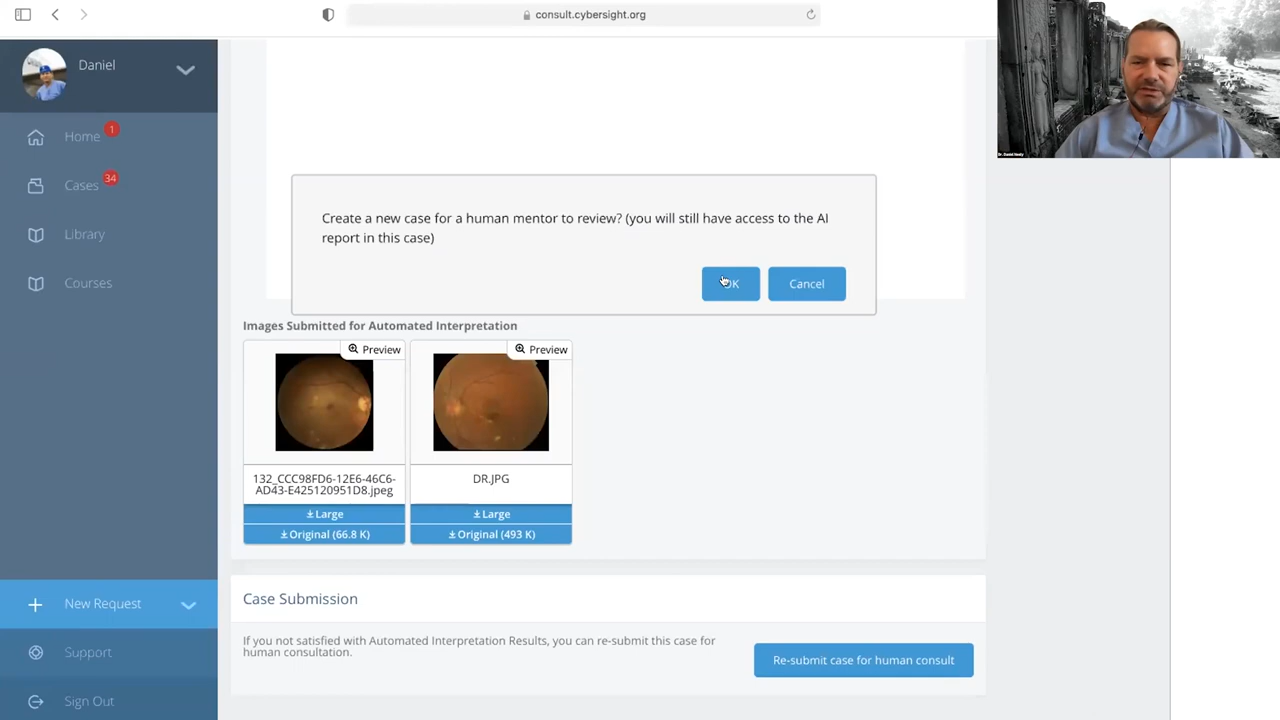 consult.cybersight.org
Daniel
Home 1
Cases 34
Library
Courses
New Request
Support
Sign Out
Create a new case for a human mentor to review? (you will still have access to the AI
report in this case)
OK
Cancel
Images Submitted for Automated Interpretation
Preview
Preview
132_CCC98FD6-12E6-46C6-
AD43-E425120951D8.jpeg
DR.JPG
Large
Large
Original (66.8 K)
Original (493 K)
Case Submission
If you not satisfied with Automated Interpretation Results, you can re-submit this case for
human consultation.
Re-submit case for human consult